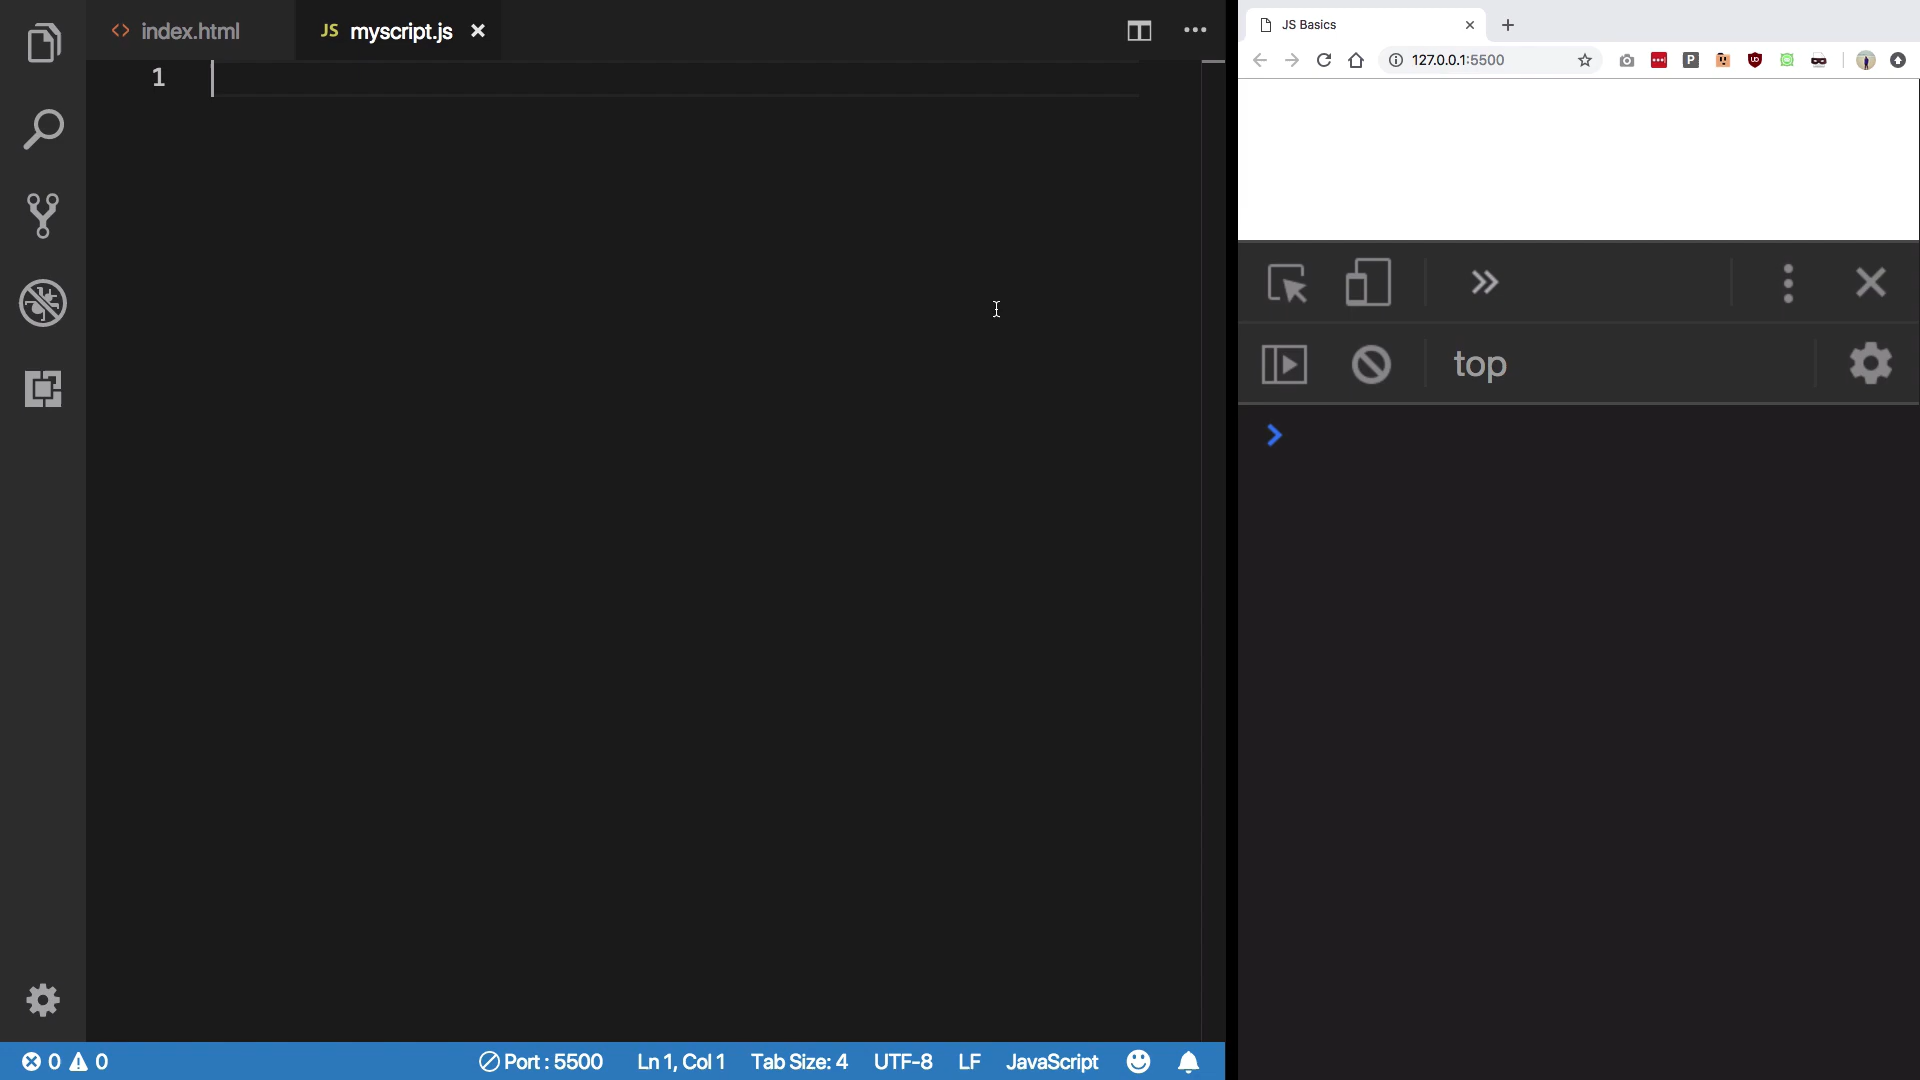 index.html
JS myscript.js
1
0 0
Port : 5500
Ln 1, Col 1
Tab Size: 4
UTF-8
LF
JavaScript
JS Basics
127.0.0.1:5500
P
top